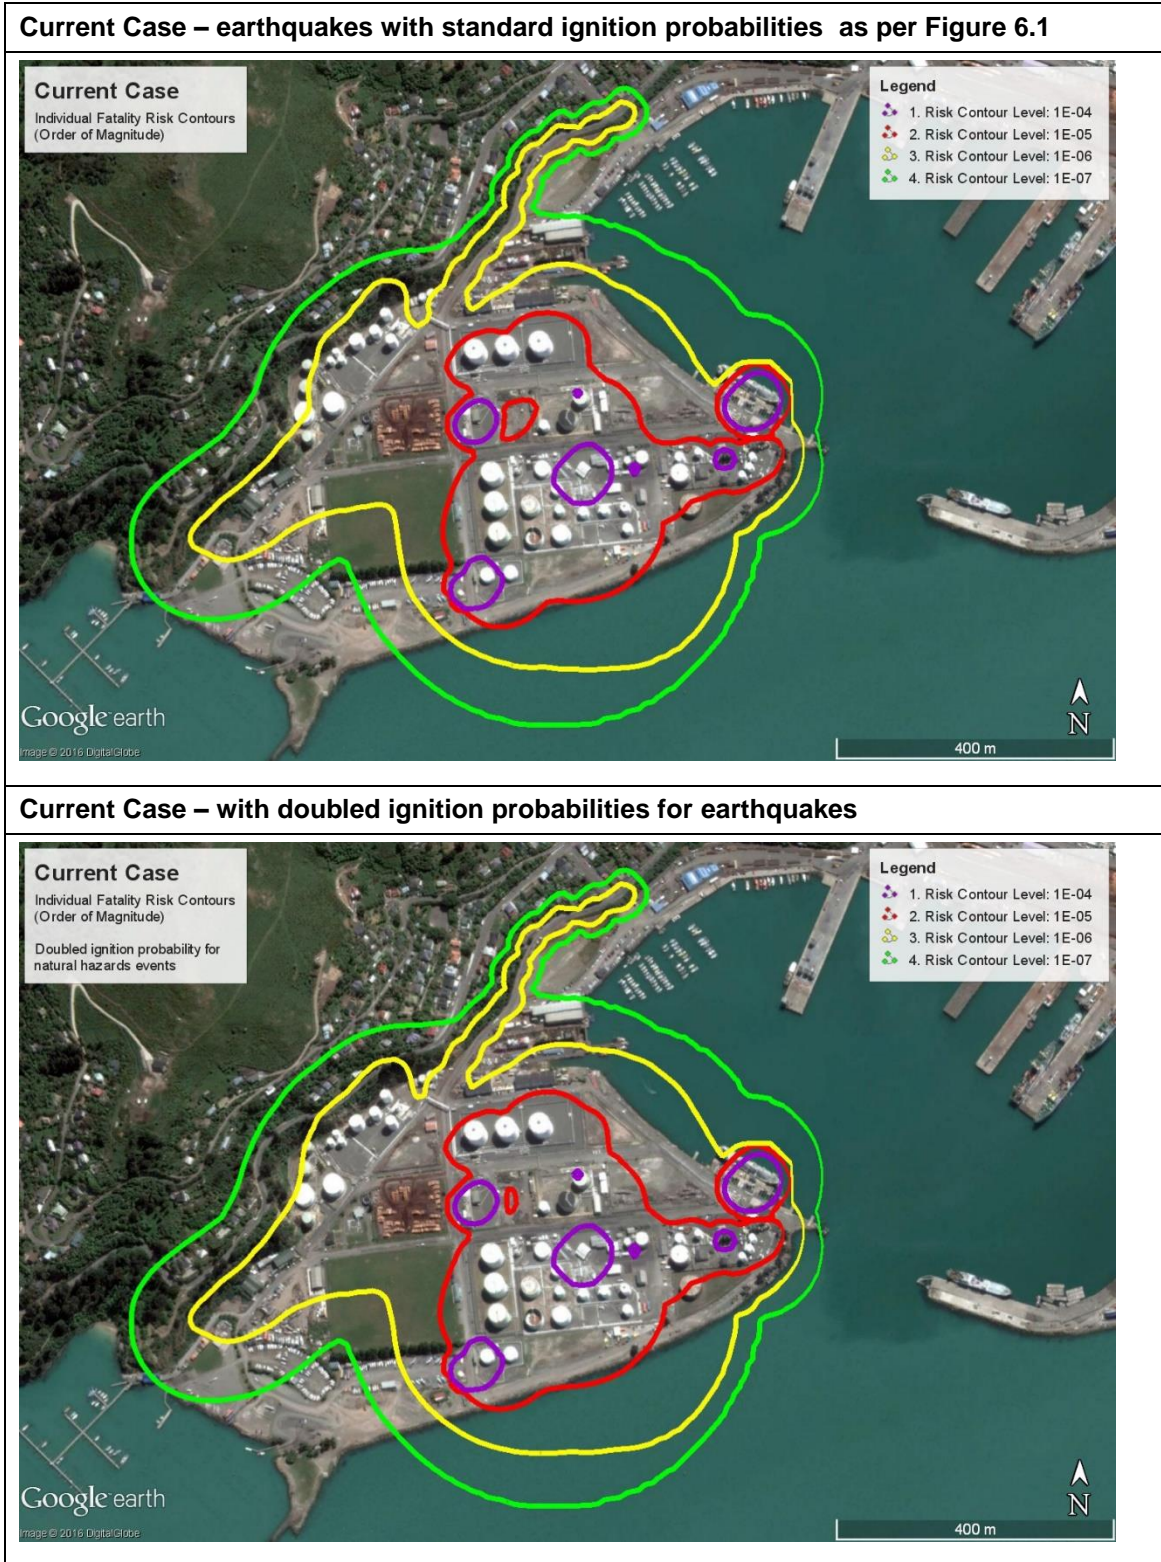 Current Case – earthquakes with standard ignition probabilities as per Figure 6.1
Current Case
Individual Fatality Risk Contours
(Order of Magnitude)
Legend
1. Risk Contour Level: 1E-04
2. Risk Contour Level: 1E-05
3. Risk Contour Level: 1E-06
4. Risk Contour Level: 1E-07
Google earth
Image © 2016 DigitalGlobe
N
400 m
Current Case – with doubled ignition probabilities for earthquakes
Current Case
Individual Fatality Risk Contours
(Order of Magnitude)
Doubled ignition probability for
natural hazards events
Legend
1. Risk Contour Level: 1E-04
2. Risk Contour Level: 1E-05
3. Risk Contour Level: 1E-06
4. Risk Contour Level: 1E-07
Google earth
Image © 2016 DigitalGlobe
N
400 m